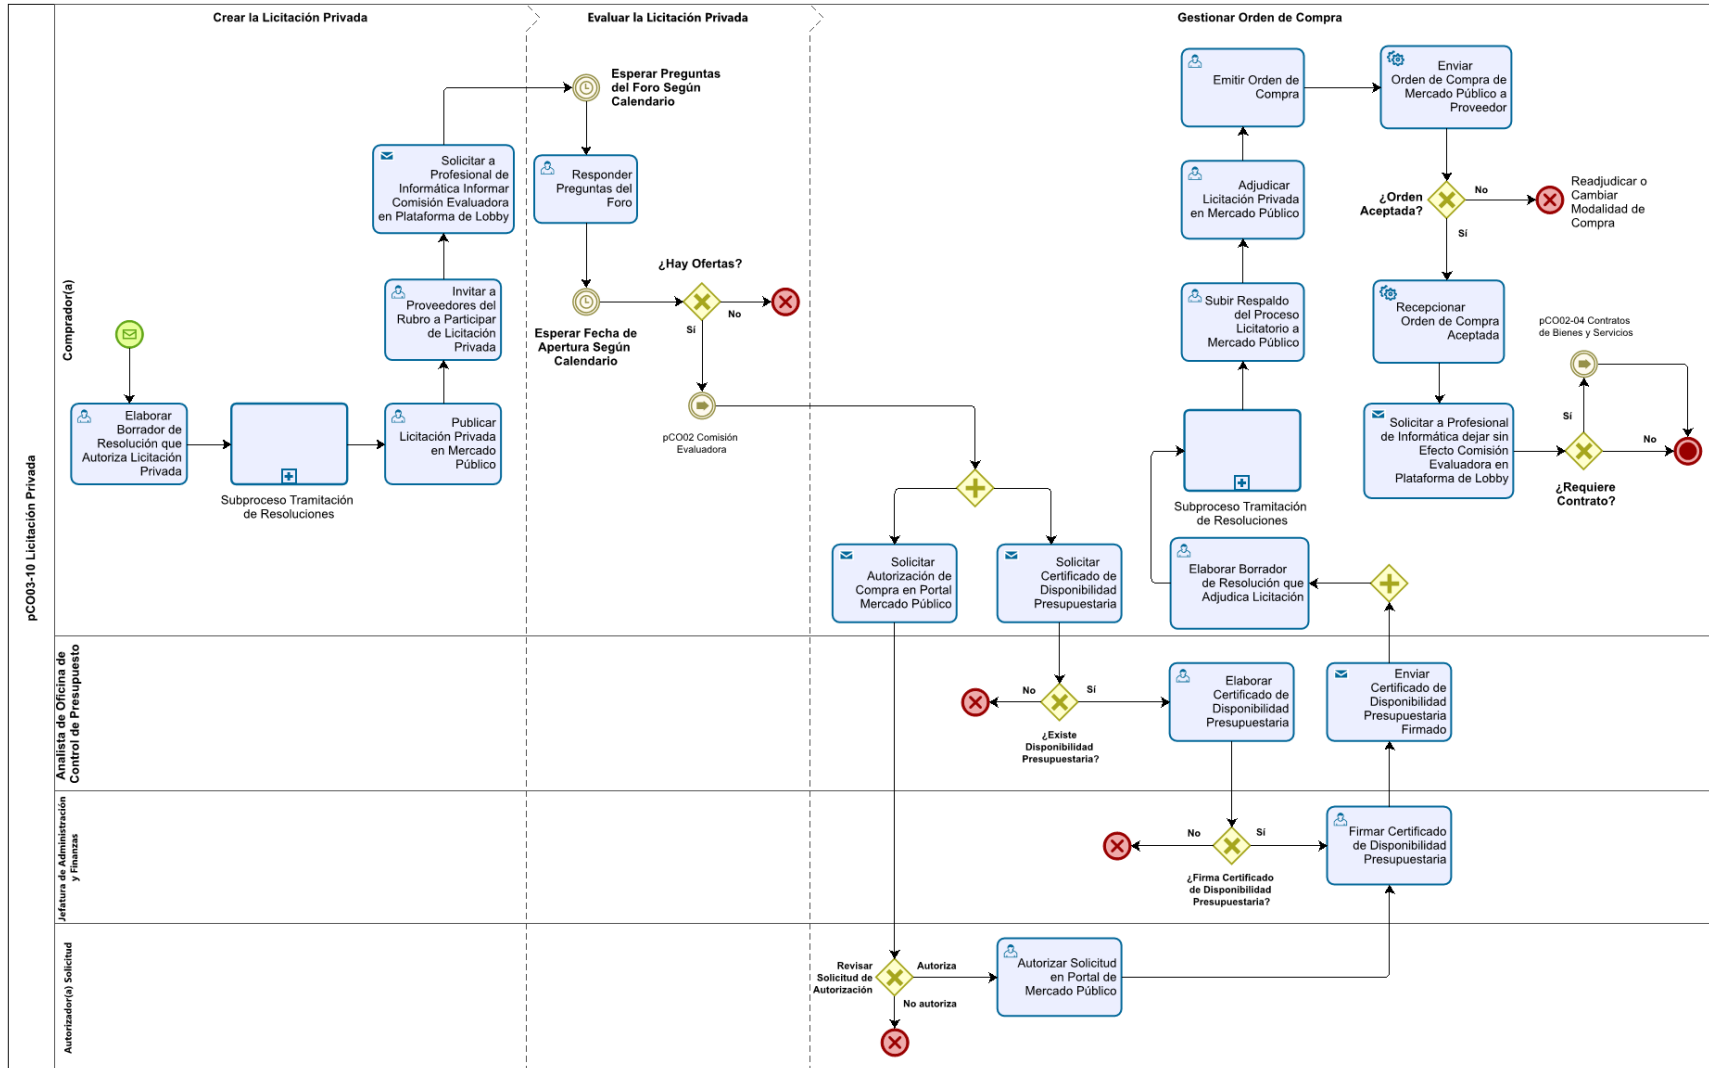 Crear la Licitación Privada
Evaluar la Licitación Privada
Gestionar Orden de Compra
pCO03-10 Licitación Privada
Comprador(a)
Elaborar
Borrador de
Resolución que
Autoriza Licitación
Privada
Subproceso Tramitación
de Resoluciones
Publicar
Licitación Privada
en Mercado
Público
Invitar a
Proveedores del
Rubro a Participar
de Licitación
Privada
Solicitar a
Profesional de
Informática Informar
Comisión Evaluadora
en Plataforma de Lobby
Esperar Preguntas
del Foro Según
Calendario
Responder
Preguntas del
Foro
Esperar Fecha de
Apertura Según
Calendario
¿Hay Ofertas?
No
Sí
pCO02 Comisión
Evaluadora
Solicitar
Autorización de
Compra en Portal
Mercado Público
Solicitar
Certificado de
Disponibilidad
Presupuestaria
Emitir Orden de
Compra
Enviar
Orden de Compra de
Mercado Público a
Proveedor
Adjudicar
Licitación Privada
en Mercado Público
¿Orden
Aceptada?
No
Sí
Readjudicar o
Cambiar
Modalidad de
Compra
Subir Respaldo
del Proceso
Licitatorio a
Mercado Público
Recepcionar
Orden de Compra
Aceptada
pCO02-04 Contratos
de Bienes y Servicios
Subproceso Tramitación
de Resoluciones
Solicitar a Profesional
de Informática dejar sin
Efecto Comisión
Evaluadora en
Plataforma de Lobby
Sí
No
¿Requiere
Contrato?
Elaborar Borrador
de Resolución que
Adjudica Licitación
Analista de Oficina de
Control de Presupuesto
No
Sí
¿Existe
Disponibilidad
Presupuestaria?
Elaborar
Certificado de
Disponibilidad
Presupuestaria
Enviar
Certificado de
Disponibilidad
Presupuestaria
Firmado
Jefatura de Administración
y Finanzas
No
Sí
¿Firma Certificado
de Disponibilidad
Presupuestaria?
Firmar Certificado
de Disponibilidad
Presupuestaria
Autorizador(a) Solicitud
Revisar
Solicitud de
Autorización
Autoriza
No autoriza
Autorizar Solicitud
en Portal de
Mercado Público